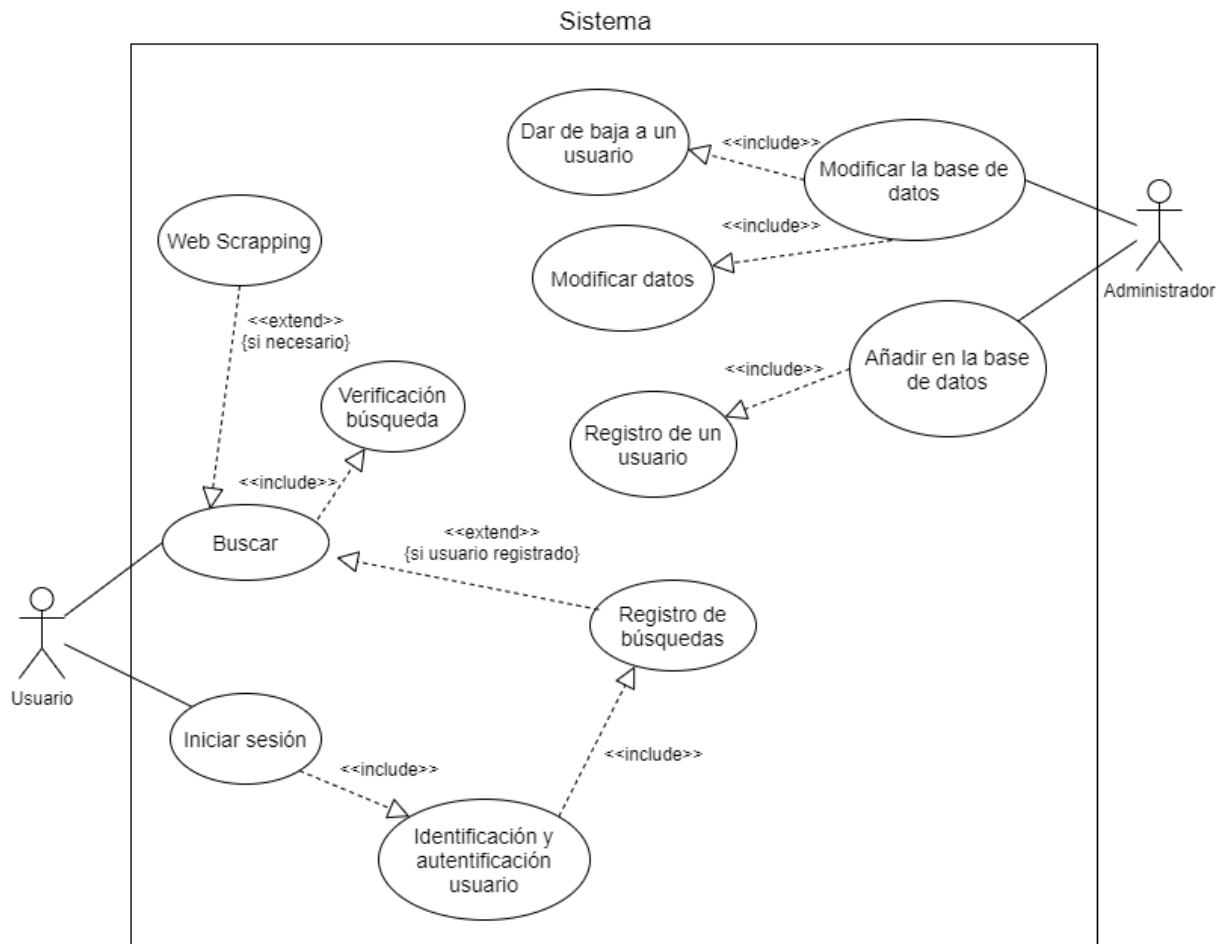 Sistema
Dar de baja a un
usuario
<<include>>
Modificar la base de
datos
Web Scrapping
<<include>>
Modificar datos
Administrador
<<extend>>
{si necesario}
Añadir en la base
de datos
<<include>>
Verificación
búsqueda
Registro de un
usuario
<<include>>
Buscar
<<extend>>
{si usuario registrado}
Registro de
búsquedas
Usuario
Iniciar sesión
<<include>>
<<include>>
Identificación y
autentificación
usuario